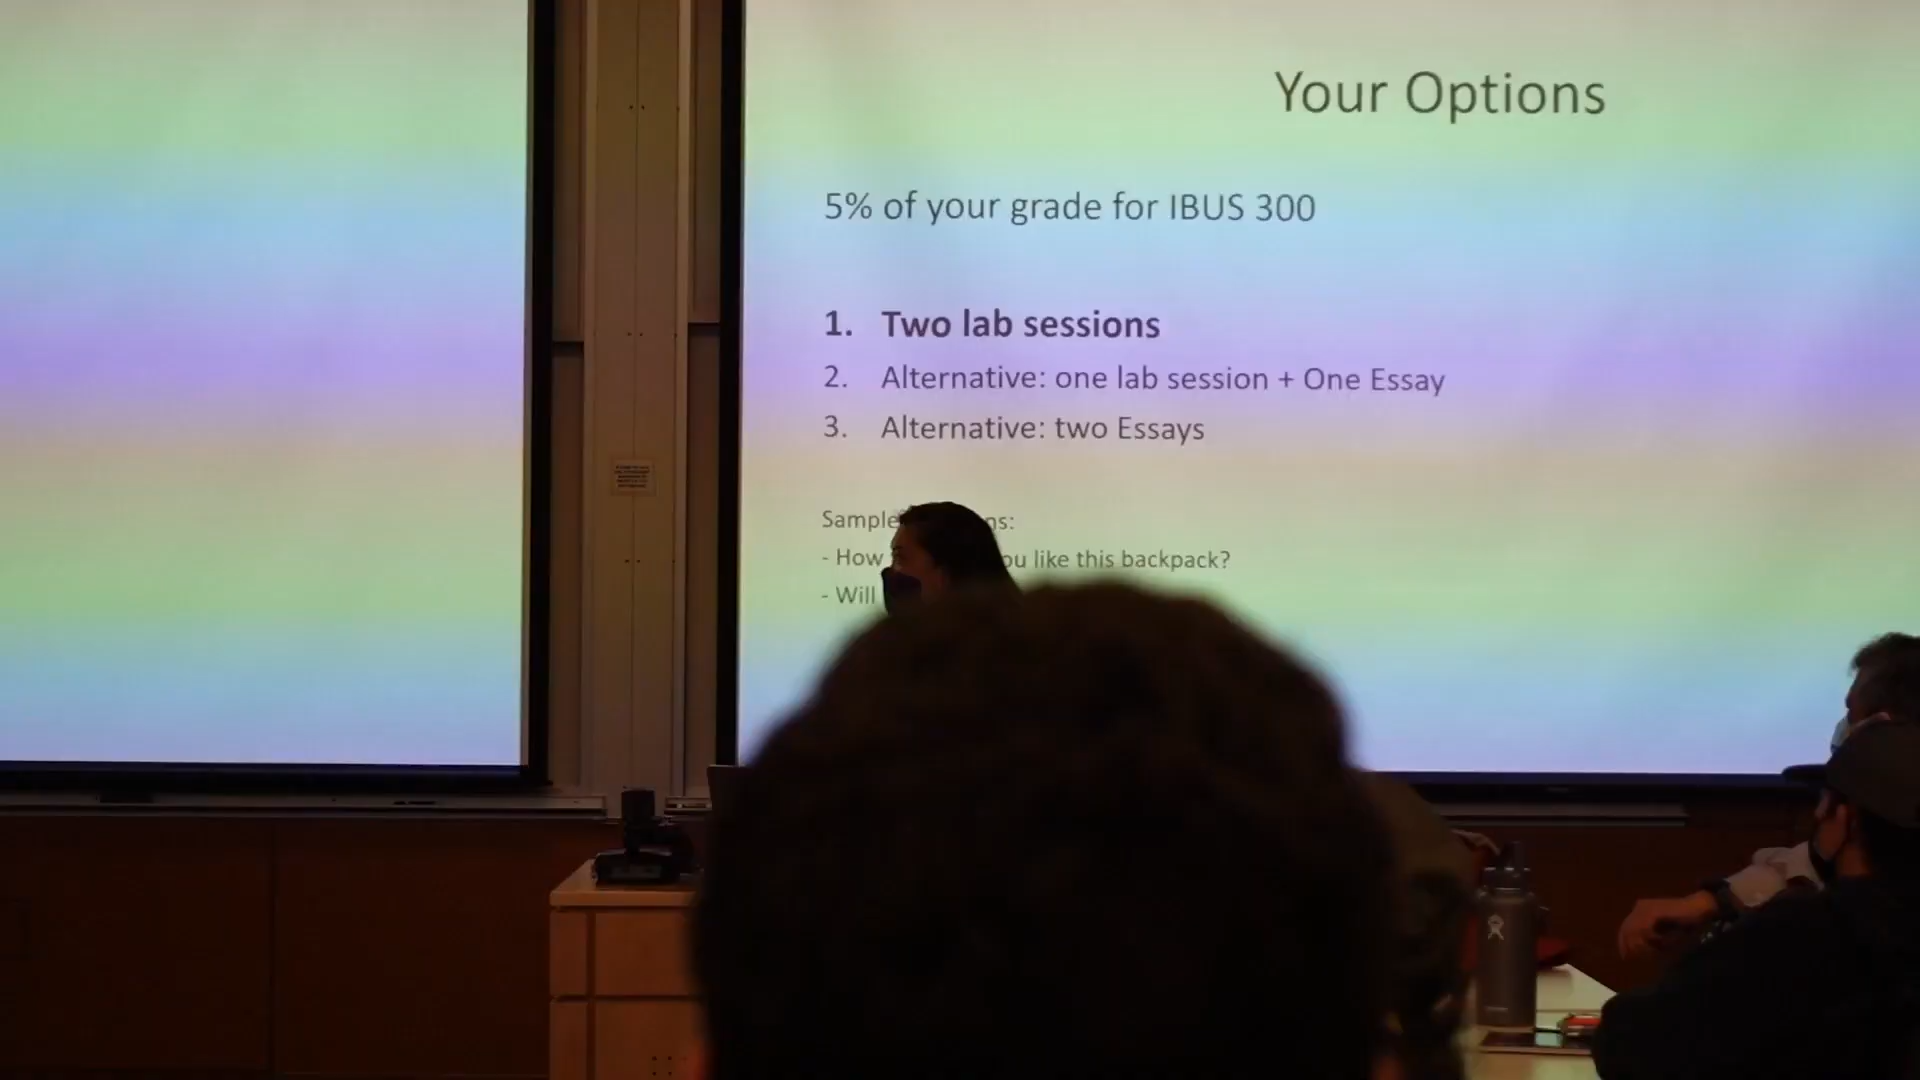 Your Options
5% of your grade for IBUS 300
1. Two lab sessions
2. Alternative: one lab session + One Essay
3. Alternative: two Essays
Sample
- How like this backpack?
- Will